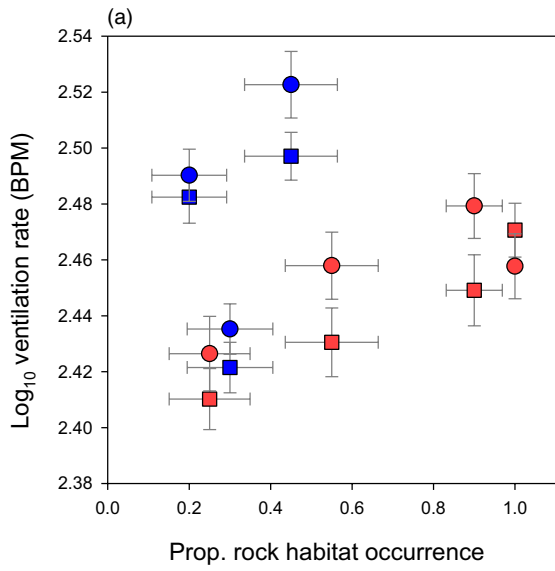 (a)
2.54
2.52
2.50
2.48
2.46
2.44
2.42
2.40
2.38
Log10 ventilation rate (BPM)
0.0 0.2 0.4 0.6 0.8 1.0
Prop. rock habitat occurrence